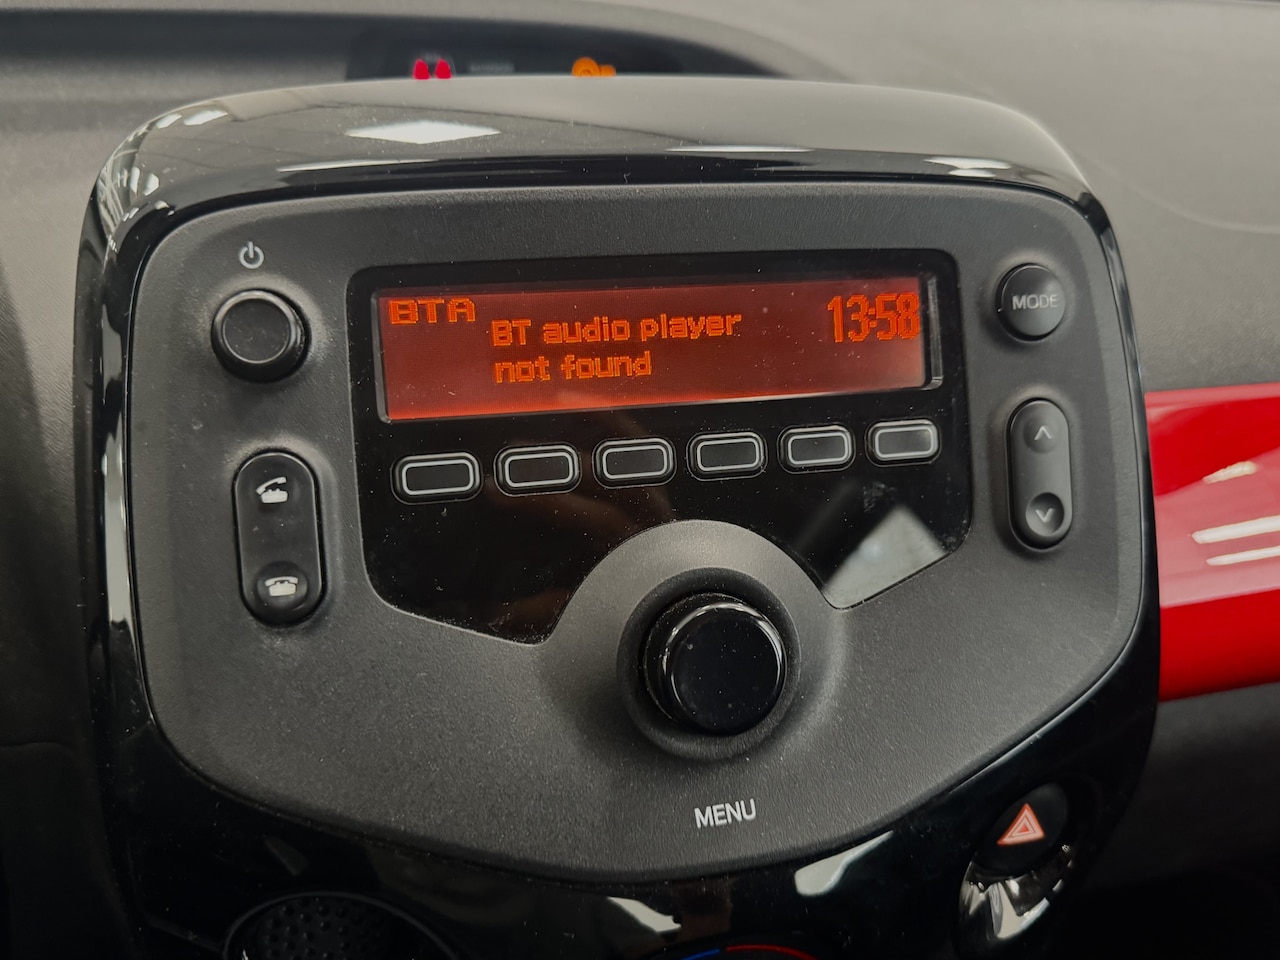 BTA
BT audio player
not found
13:58
MODE
MENU